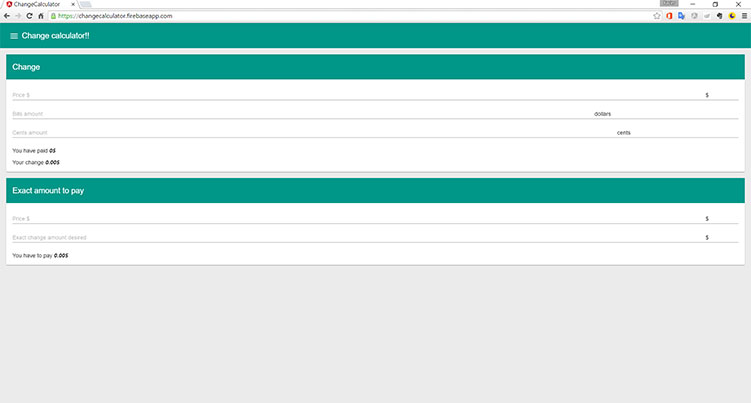 ChangeCalculator
https://changecalculator.firebaseapp.com
Change calculator!!
Change
Price $ $
Bills amount dollars
Cents amount cents
You have paid 0$
Your change 0.00$
Exact amount to pay
Price $ $
Exact change amount desired $
You have to pay 0.00$